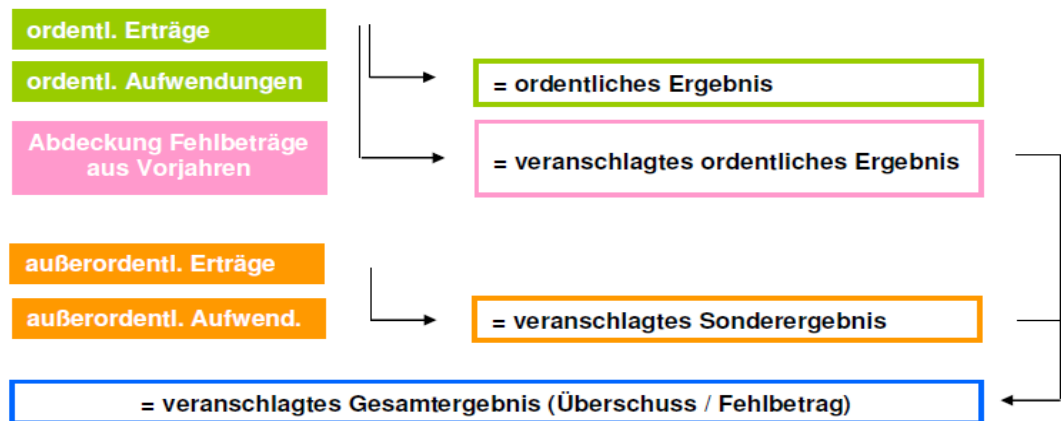 ordentl. Erträge
ordentl. Aufwendungen
= ordentliches Ergebnis
Abdeckung Fehlbeträge
aus Vorjahren
= veranschlagtes ordentliches Ergebnis
außerordentl. Erträge
außerordentl. Aufwend.
= veranschlagtes Sonderergebnis
= veranschlagtes Gesamtergebnis (Überschuss / Fehlbetrag)